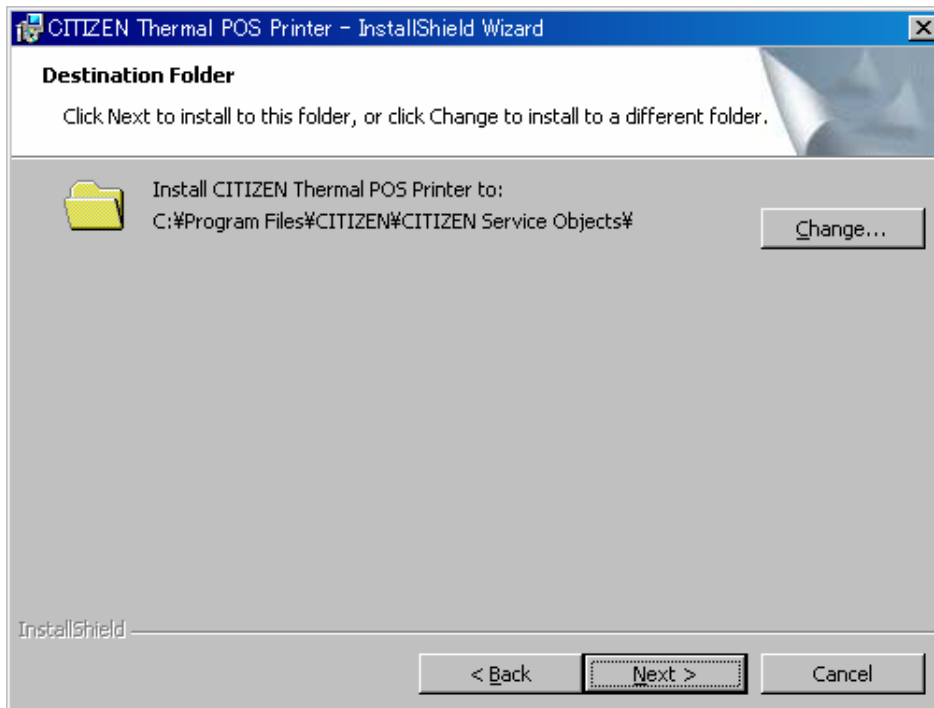 CITIZEN Thermal POS Printer - InstallShield Wizard
Destination Folder
Click Next to install to this folder, or click Change to install to a different folder.
Install CITIZEN Thermal POS Printer to:
C:¥Program Files¥CITIZEN¥CITIZEN Service Objects¥
Change...
InstallShield
< Back
Next >
Cancel